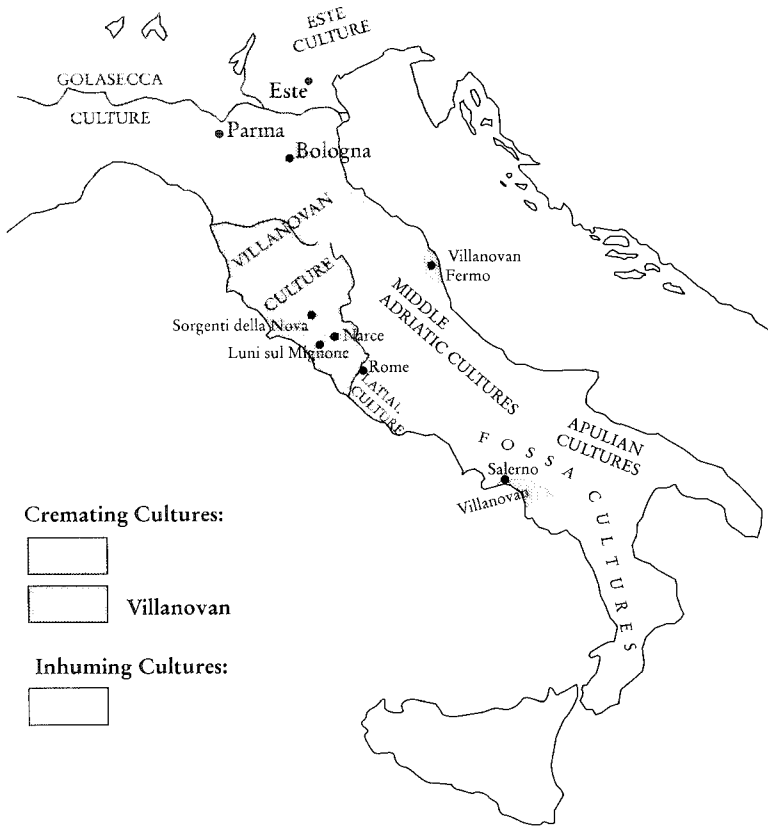 ESTE
CULTURE
GOLASECCA
CULTURE
Este
Parma
Bologna
VILLANOVAN
CULTURE
Villanovan
Fermo
MIDDLE
ADRIATIC CULTURES
Sorgenti della Nova
Narce
Luni sul Mignone
Rome
LATIAL
CULTURE
APULIAN
CULTURES
FOSSA CULTURES
Salerno
Villanovan
Cremating Cultures:
Villanovan
Inhuming Cultures: